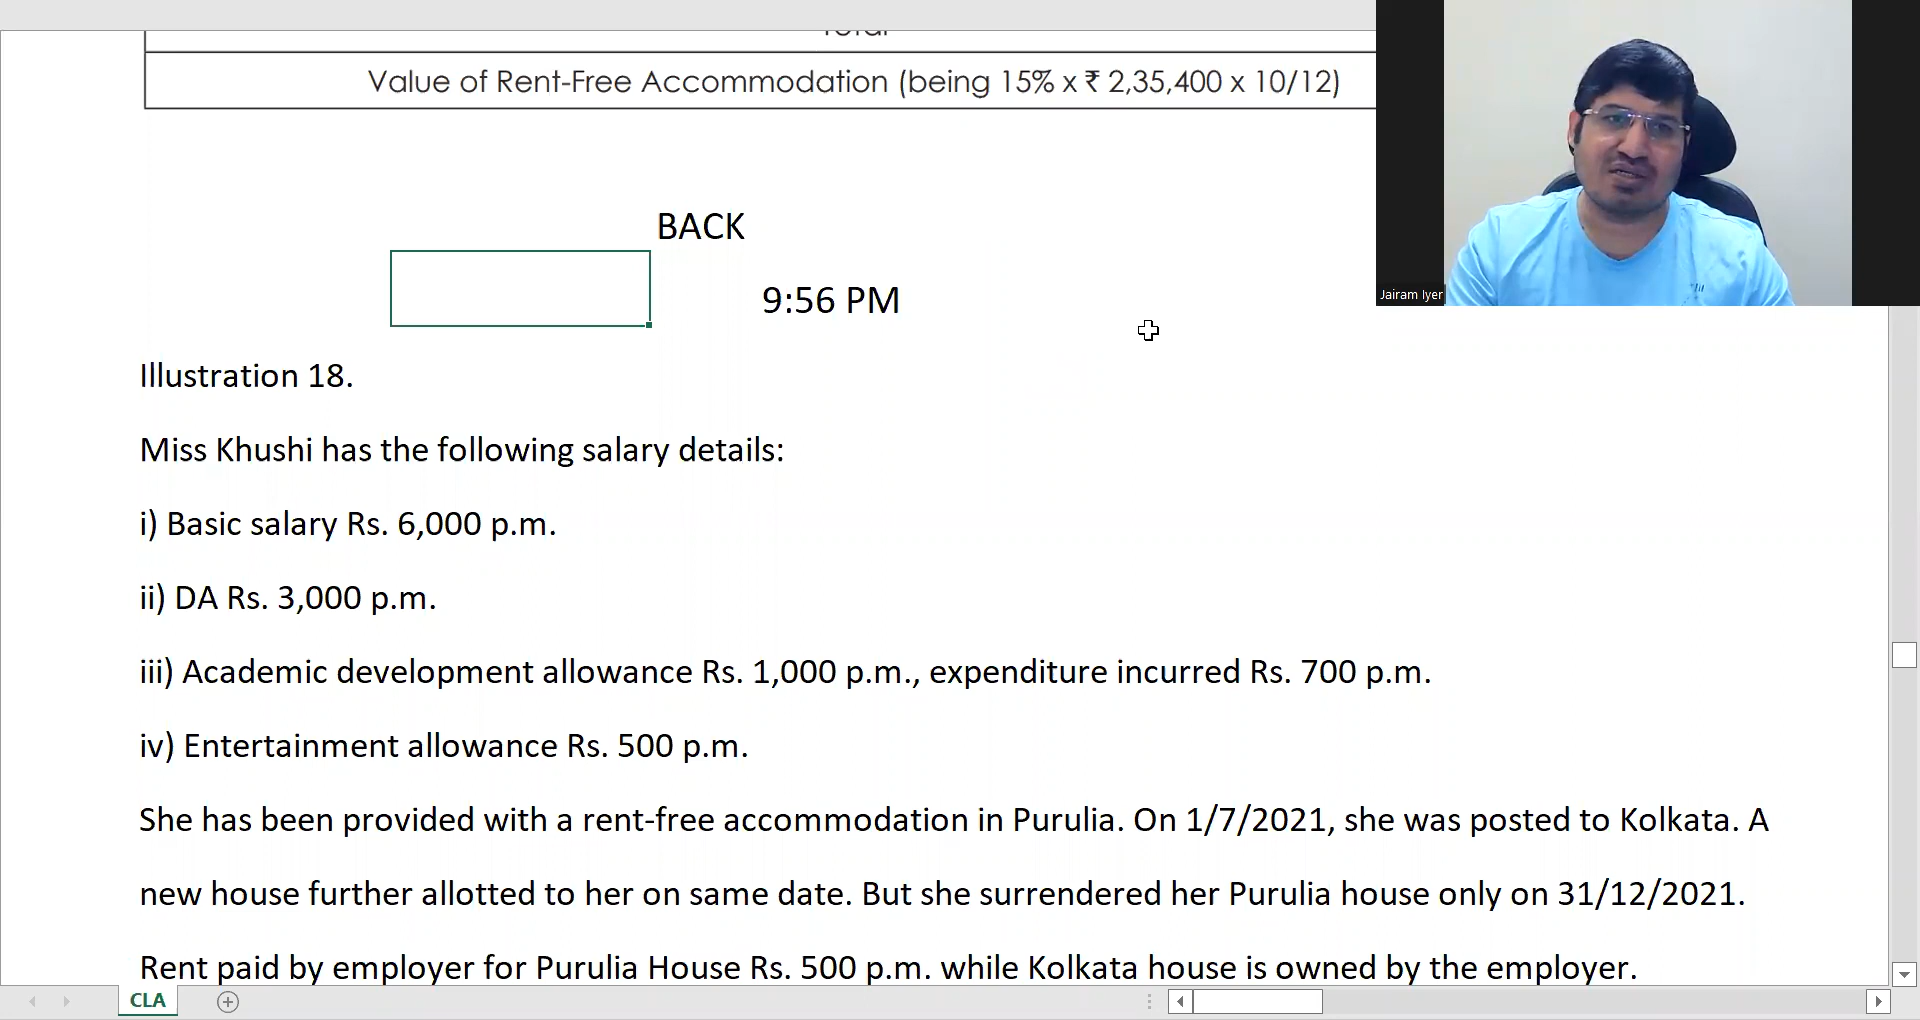 Total
Value of Rent-Free Accommodation (being 15% x ₹ 2,35,400 x 10/12)
BACK
9:56 PM
Jairam Iyer
Illustration 18.
Miss Khushi has the following salary details:
i) Basic salary Rs. 6,000 p.m.
ii) DA Rs. 3,000 p.m.
iii) Academic development allowance Rs. 1,000 p.m., expenditure incurred Rs. 700 p.m.
iv) Entertainment allowance Rs. 500 p.m.
She has been provided with a rent-free accommodation in Purulia. On 1/7/2021, she was posted to Kolkata. A
new house further allotted to her on same date. But she surrendered her Purulia house only on 31/12/2021.
Rent paid by employer for Purulia House Rs. 500 p.m. while Kolkata house is owned by the employer.
CLA